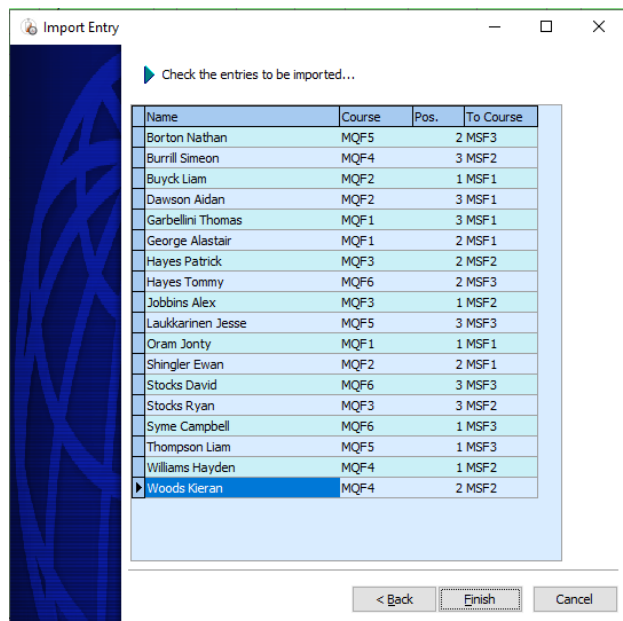 Import Entry
Check the entries to be imported...
Name Course Pos. To Course
Borton Nathan MQF5 2 MSF3
Burrill Simeon MQF4 3 MSF2
Buyck Liam MQF2 1 MSF1
Dawson Aidan MQF2 3 MSF1
Garbellini Thomas MQF1 3 MSF1
George Alastair MQF1 2 MSF1
Hayes Patrick MQF3 2 MSF2
Hayes Tommy MQF6 2 MSF3
Jobbins Alex MQF3 1 MSF2
Laukkarinen Jesse MQF5 3 MSF3
Oram Jonty MQF1 1 MSF1
Shingler Ewan MQF2 2 MSF1
Stocks David MQF6 3 MSF3
Stocks Ryan MQF3 3 MSF2
Syme Campbell MQF6 1 MSF3
Thompson Liam MQF5 1 MSF3
Williams Hayden MQF4 1 MSF2
Woods Kieran MQF4 2 MSF2
< Back Finish Cancel